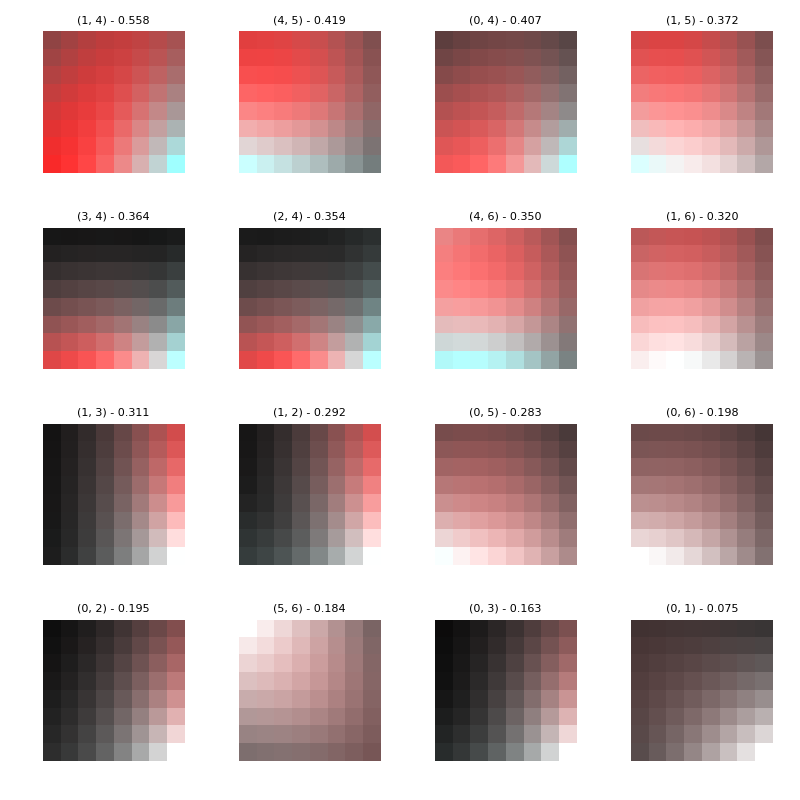 (1, 4) - 0.558
(4, 5) - 0.419
(0, 4) - 0.407
(1, 5) - 0.372
(3, 4) - 0.364
(2, 4) - 0.354
(4, 6) - 0.350
(1, 6) - 0.320
(1, 3) - 0.311
(1, 2) - 0.292
(0, 5) - 0.283
(0, 6) - 0.198
(0, 2) - 0.195
(5, 6) - 0.184
(0, 3) - 0.163
(0, 1) - 0.075